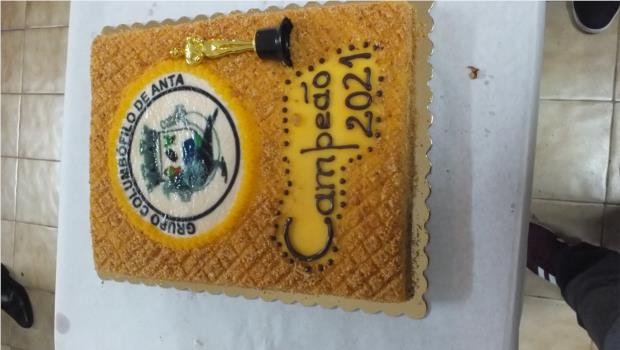 GRUPO COLUMBÓFILO DE ANTA
Campeão
2021